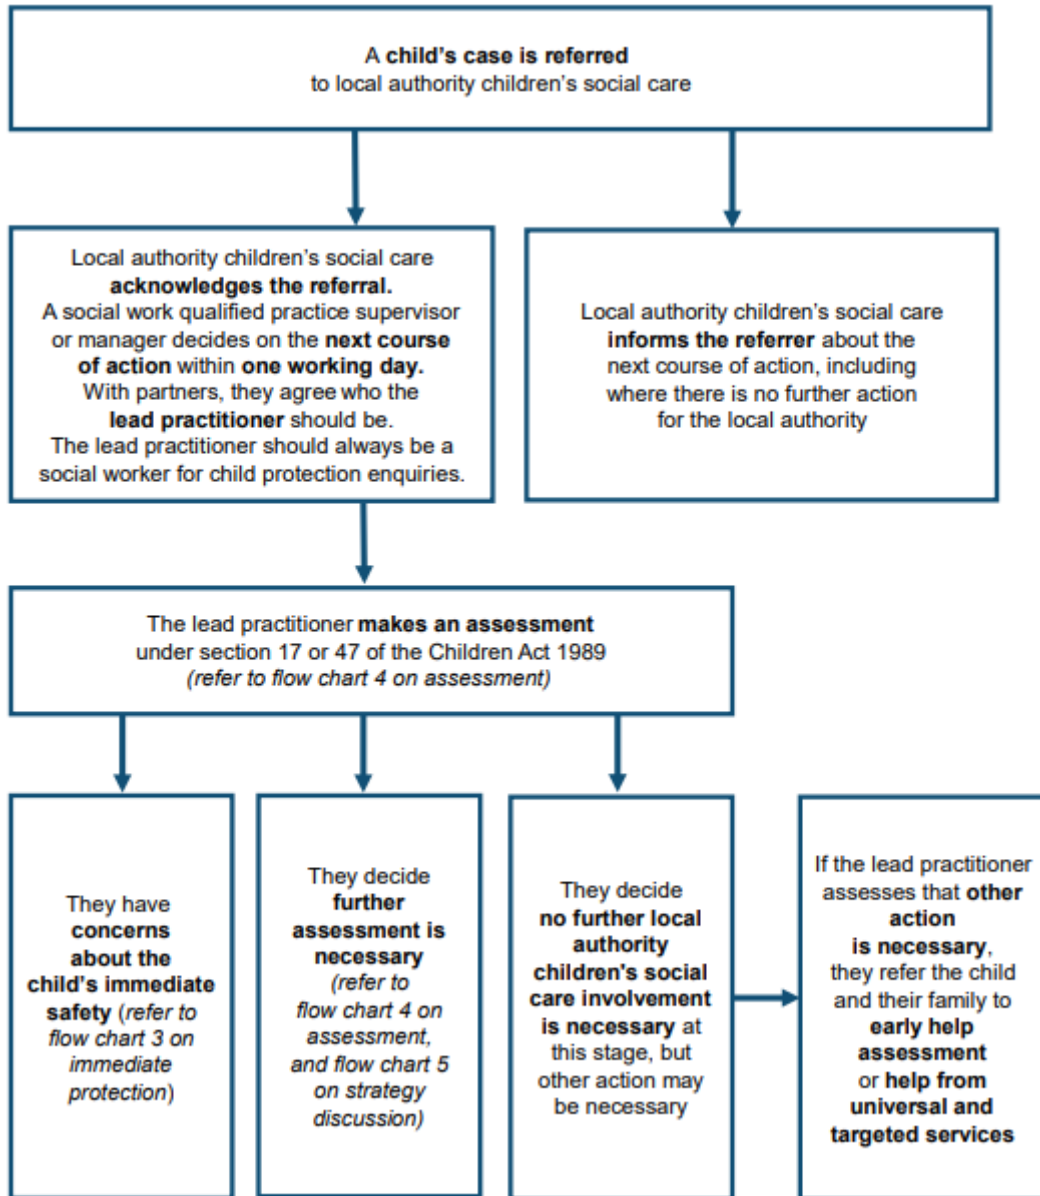 A child's case is referred
to local authority children's social care
Local authority children's social care
acknowledges the referral.
A social work qualified practice supervisor
or manager decides on the next course
of action within one working day.
With partners, they agree who the
lead practitioner should be.
The lead practitioner should always be a
social worker for child protection enquiries.
Local authority children's social care
informs the referrer about the
next course of action, including
where there is no further action
for the local authority
The lead practitioner makes an assessment
under section 17 or 47 of the Children Act 1989
(refer to flow chart 4 on assessment)
They have
concerns
about the
child's immediate
safety (refer to
flow chart 3 on
immediate
protection)
They decide
further
assessment is
necessary
(refer to
flow chart 4 on
assessment,
and flow chart 5
on strategy
discussion)
They decide
no further local
authority
children's social
care involvement
is necessary at
this stage, but
other action may
be necessary
If the lead practitioner
assesses that other
action
is necessary,
they refer the child
and their family to
early help
assessment
or help from
universal and
targeted services